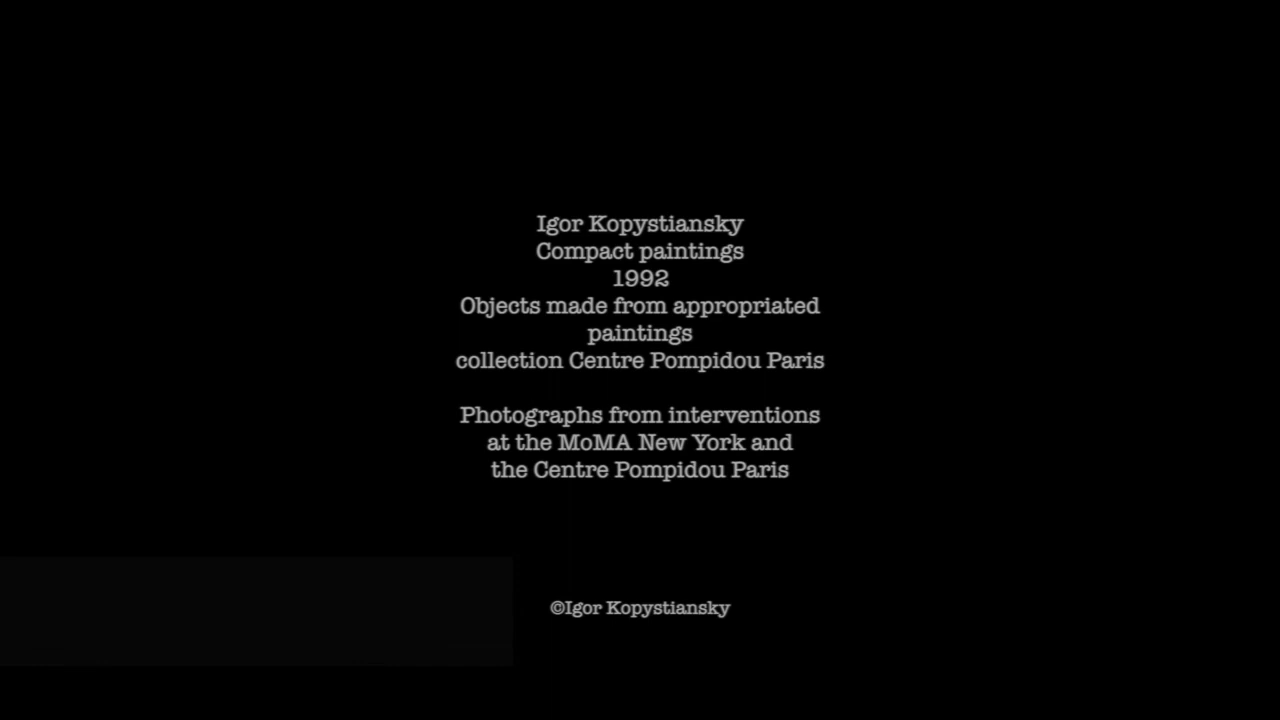 Igor Kopystiansky
Compact paintings
1992
Objects made from appropriated
paintings
collection Centre Pompidou Paris
Photographs from interventions
at the MoMA New York and
the Centre Pompidou Paris
©Igor Kopystiansky